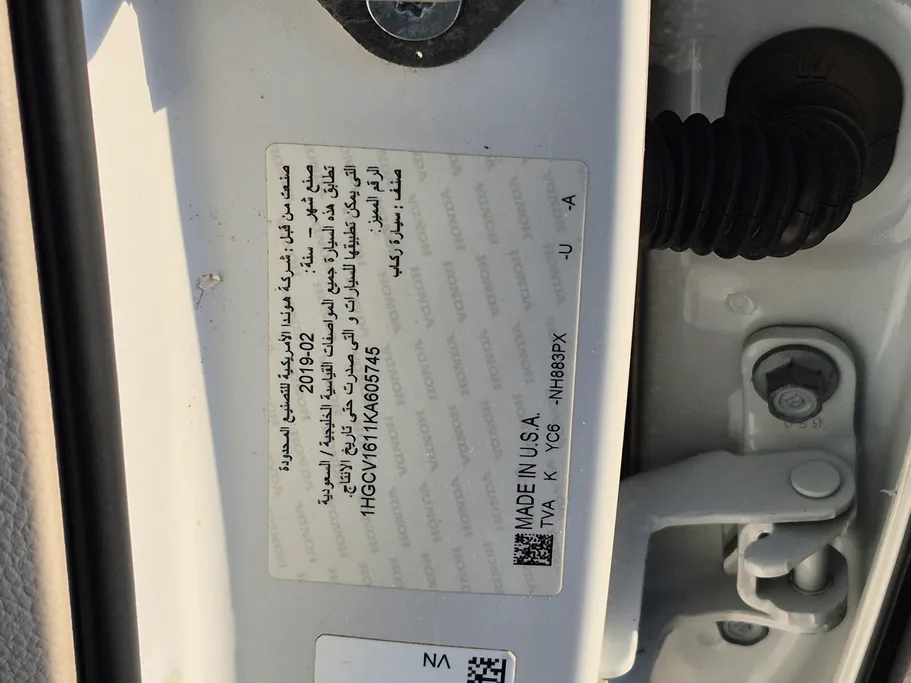 صنعت من قبل : شركة هوندا الأمريكية للتصنيع المحدودة
صنع شهر - سنة: 2019-02
تطابق هذه السيارة جميع المواصفات القياسية الخليجية / السعودية
التي يمكن تطبيقها للسيارات و التي صدرت حتى تاريخ الانتاج.
الرقم المميز: 1HGCV1611KA605745
صنف : سيارة ركاب
MADE IN U.S.A.
TVA K YC6 -NH883PX -U -A
VN